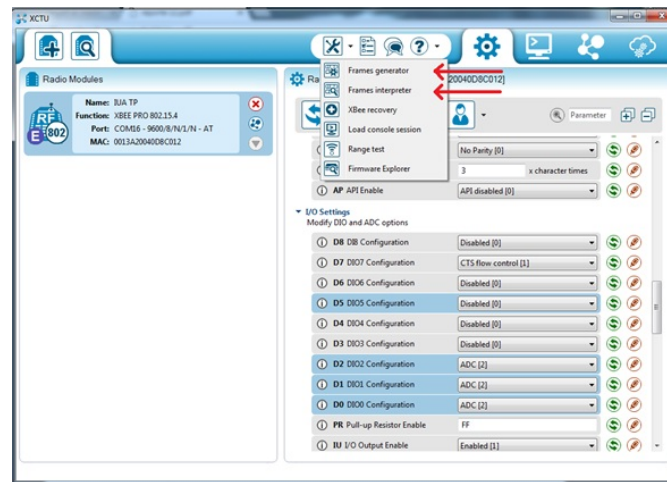 XCTU
Radio Modules
Name: IUA TP
Function: XBEE PRO 802.15.4
Port: COM16 - 9600/8/N/1/N - AT
MAC: 0013A20040D8C012
802
Frames generator
Frames interpreter
XBee recovery
Load console session
Range test
Firmware Explorer
Ra
20040D8C012]
Parameter
No Parity [0]
3 x character times
AP API Enable API disabled [0]
I/O Settings
Modify DIO and ADC options
D8 DI8 Configuration Disabled [0]
D7 DIO7 Configuration CTS flow control [1]
D6 DIO6 Configuration Disabled [0]
D5 DIO5 Configuration Disabled [0]
D4 DIO4 Configuration Disabled [0]
D3 DIO3 Configuration Disabled [0]
D2 DIO2 Configuration ADC [2]
D1 DIO1 Configuration ADC [2]
D0 DIO0 Configuration ADC [2]
PR Pull-up Resistor Enable FF
IU I/O Output Enable Enabled [1]